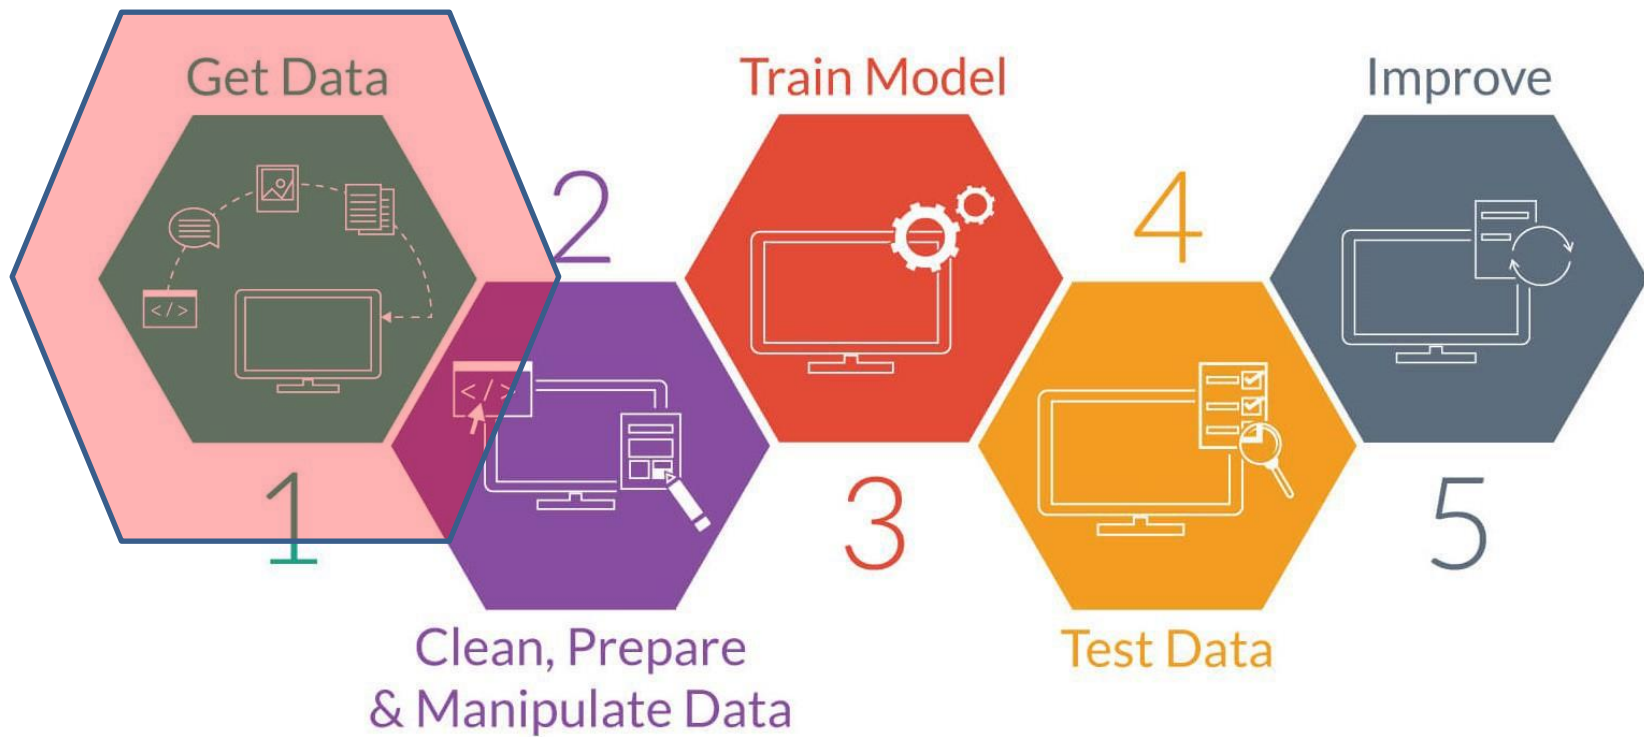 Get Data
1
</>
2
</>
Clean, Prepare
& Manipulate Data
Train Model
3
4
Test Data
Improve
5